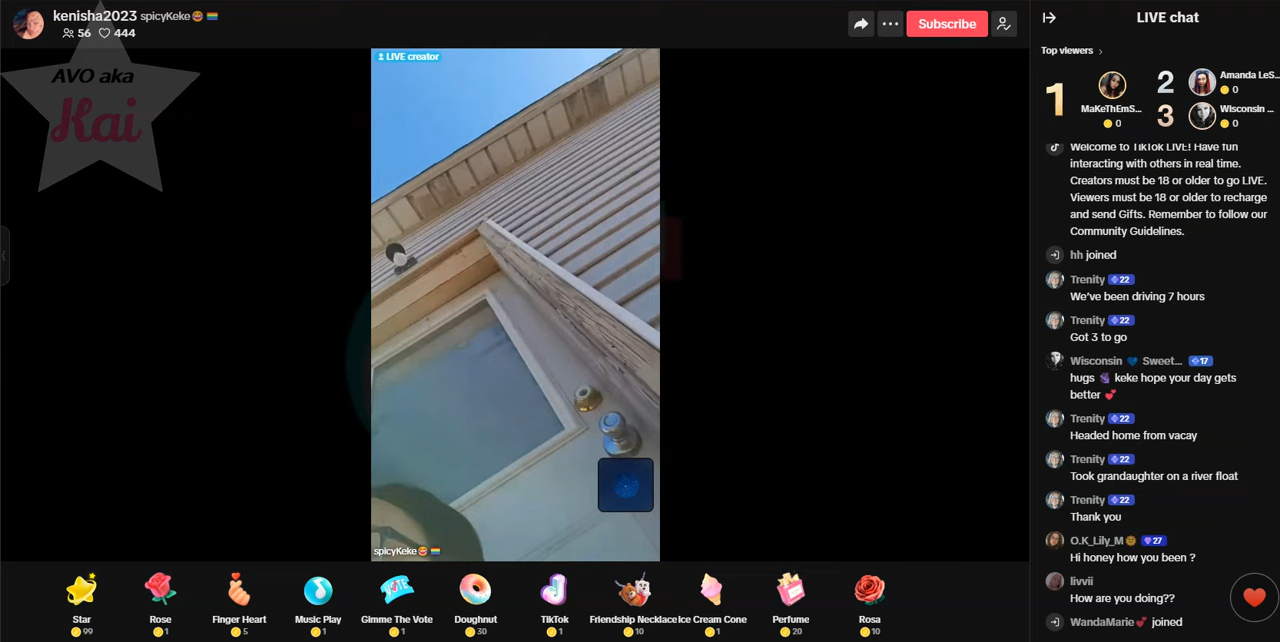 kenisha2023 spicyKeke🥰 🏳️‍🌈
56 444
Subscribe
AVO aka
Kai
LIVE creator
spicyKeke🥰 🏳️‍🌈
Star
99
Rose
1
Finger Heart
5
Music Play
1
Gimme The Vote
1
Doughnut
30
TikTok
1
Friendship Necklace
10
Ice Cream Cone
1
Perfume
20
Rosa
10
LIVE chat
Top viewers
1
MaKeThEmS...
0
2
Amanda LeS...
0
3
Wisconsin ...
0
Welcome to TikTok LIVE! Have fun
interacting with others in real time.
Creators must be 18 or older to go LIVE.
Viewers must be 18 or older to recharge
and send Gifts. Remember to follow our
Community Guidelines.
hh joined
Trenity 22
We've been driving 7 hours
Trenity 22
Got 3 to go
Wisconsin 💙 Sweet... 17
hugs keke hope your day gets
better 💕
Trenity 22
Headed home from vacay
Trenity 22
Took grandaughter on a river float
Trenity 22
Thank you
O.K_Lily_M 27
Hi honey how you been ?
livvii
How are you doing??
WandaMarie💕 joined